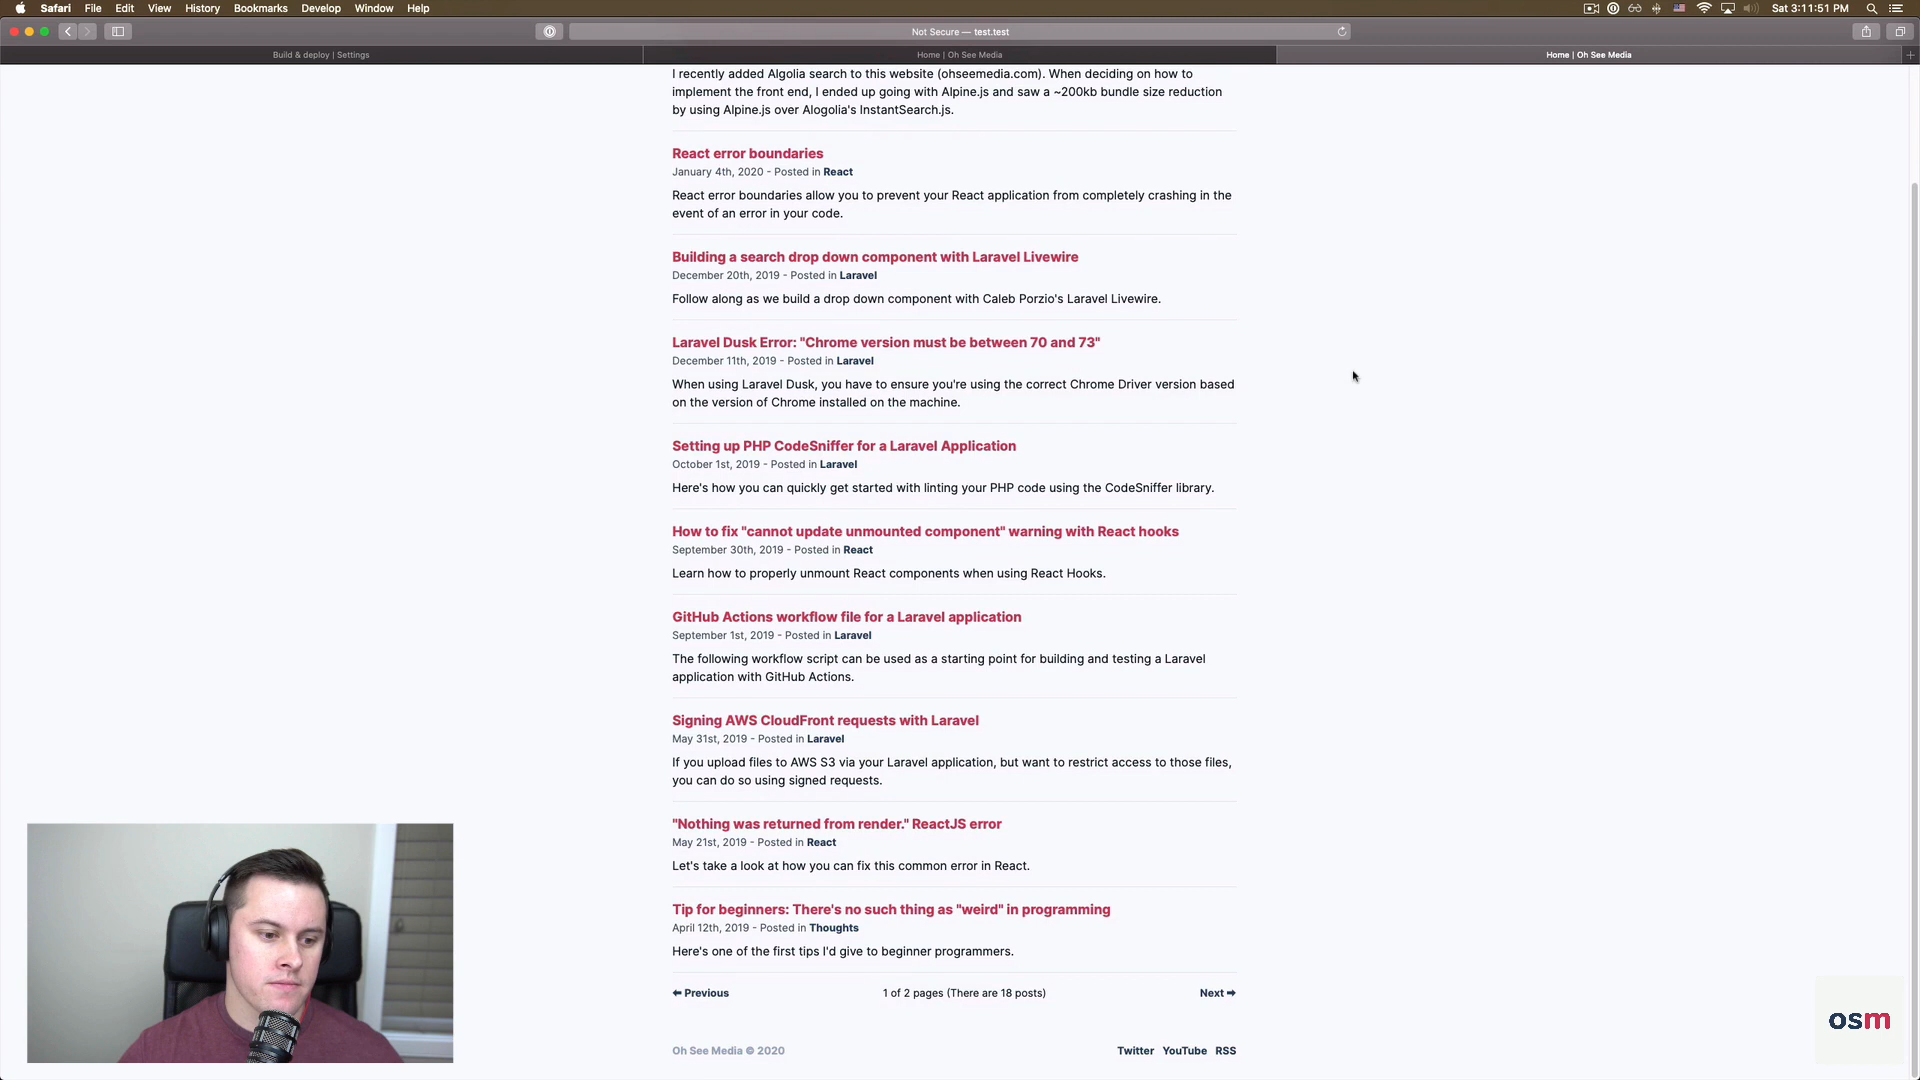 Safari File Edit View History Bookmarks Develop Window Help
Sat 3:11:51 PM
Not Secure — test.test
Build & deploy | Settings
Home | Oh See Media
Home | Oh See Media
I recently added Algolia search to this website (ohseemedia.com). When deciding on how to
implement the front end, I ended up going with Alpine.js and saw a ~200kb bundle size reduction
by using Alpine.js over Alogolia's InstantSearch.js.
React error boundaries
January 4th, 2020 - Posted in React
React error boundaries allow you to prevent your React application from completely crashing in the
event of an error in your code.
Building a search drop down component with Laravel Livewire
December 20th, 2019 - Posted in Laravel
Follow along as we build a drop down component with Caleb Porzio's Laravel Livewire.
Laravel Dusk Error: "Chrome version must be between 70 and 73"
December 11th, 2019 - Posted in Laravel
When using Laravel Dusk, you have to ensure you're using the correct Chrome Driver version based
on the version of Chrome installed on the machine.
Setting up PHP CodeSniffer for a Laravel Application
October 1st, 2019 - Posted in Laravel
Here's how you can quickly get started with linting your PHP code using the CodeSniffer library.
How to fix "cannot update unmounted component" warning with React hooks
September 30th, 2019 - Posted in React
Learn how to properly unmount React components when using React Hooks.
GitHub Actions workflow file for a Laravel application
September 1st, 2019 - Posted in Laravel
The following workflow script can be used as a starting point for building and testing a Laravel
application with GitHub Actions.
Signing AWS CloudFront requests with Laravel
May 31st, 2019 - Posted in Laravel
If you upload files to AWS S3 via your Laravel application, but want to restrict access to those files,
you can do so using signed requests.
"Nothing was returned from render." ReactJS error
May 21st, 2019 - Posted in React
Let's take a look at how you can fix this common error in React.
Tip for beginners: There's no such thing as "weird" in programming
April 12th, 2019 - Posted in Thoughts
Here's one of the first tips I'd give to beginner programmers.
⬅ Previous
1 of 2 pages (There are 18 posts)
Next ➡
Oh See Media © 2020
Twitter YouTube RSS
osm